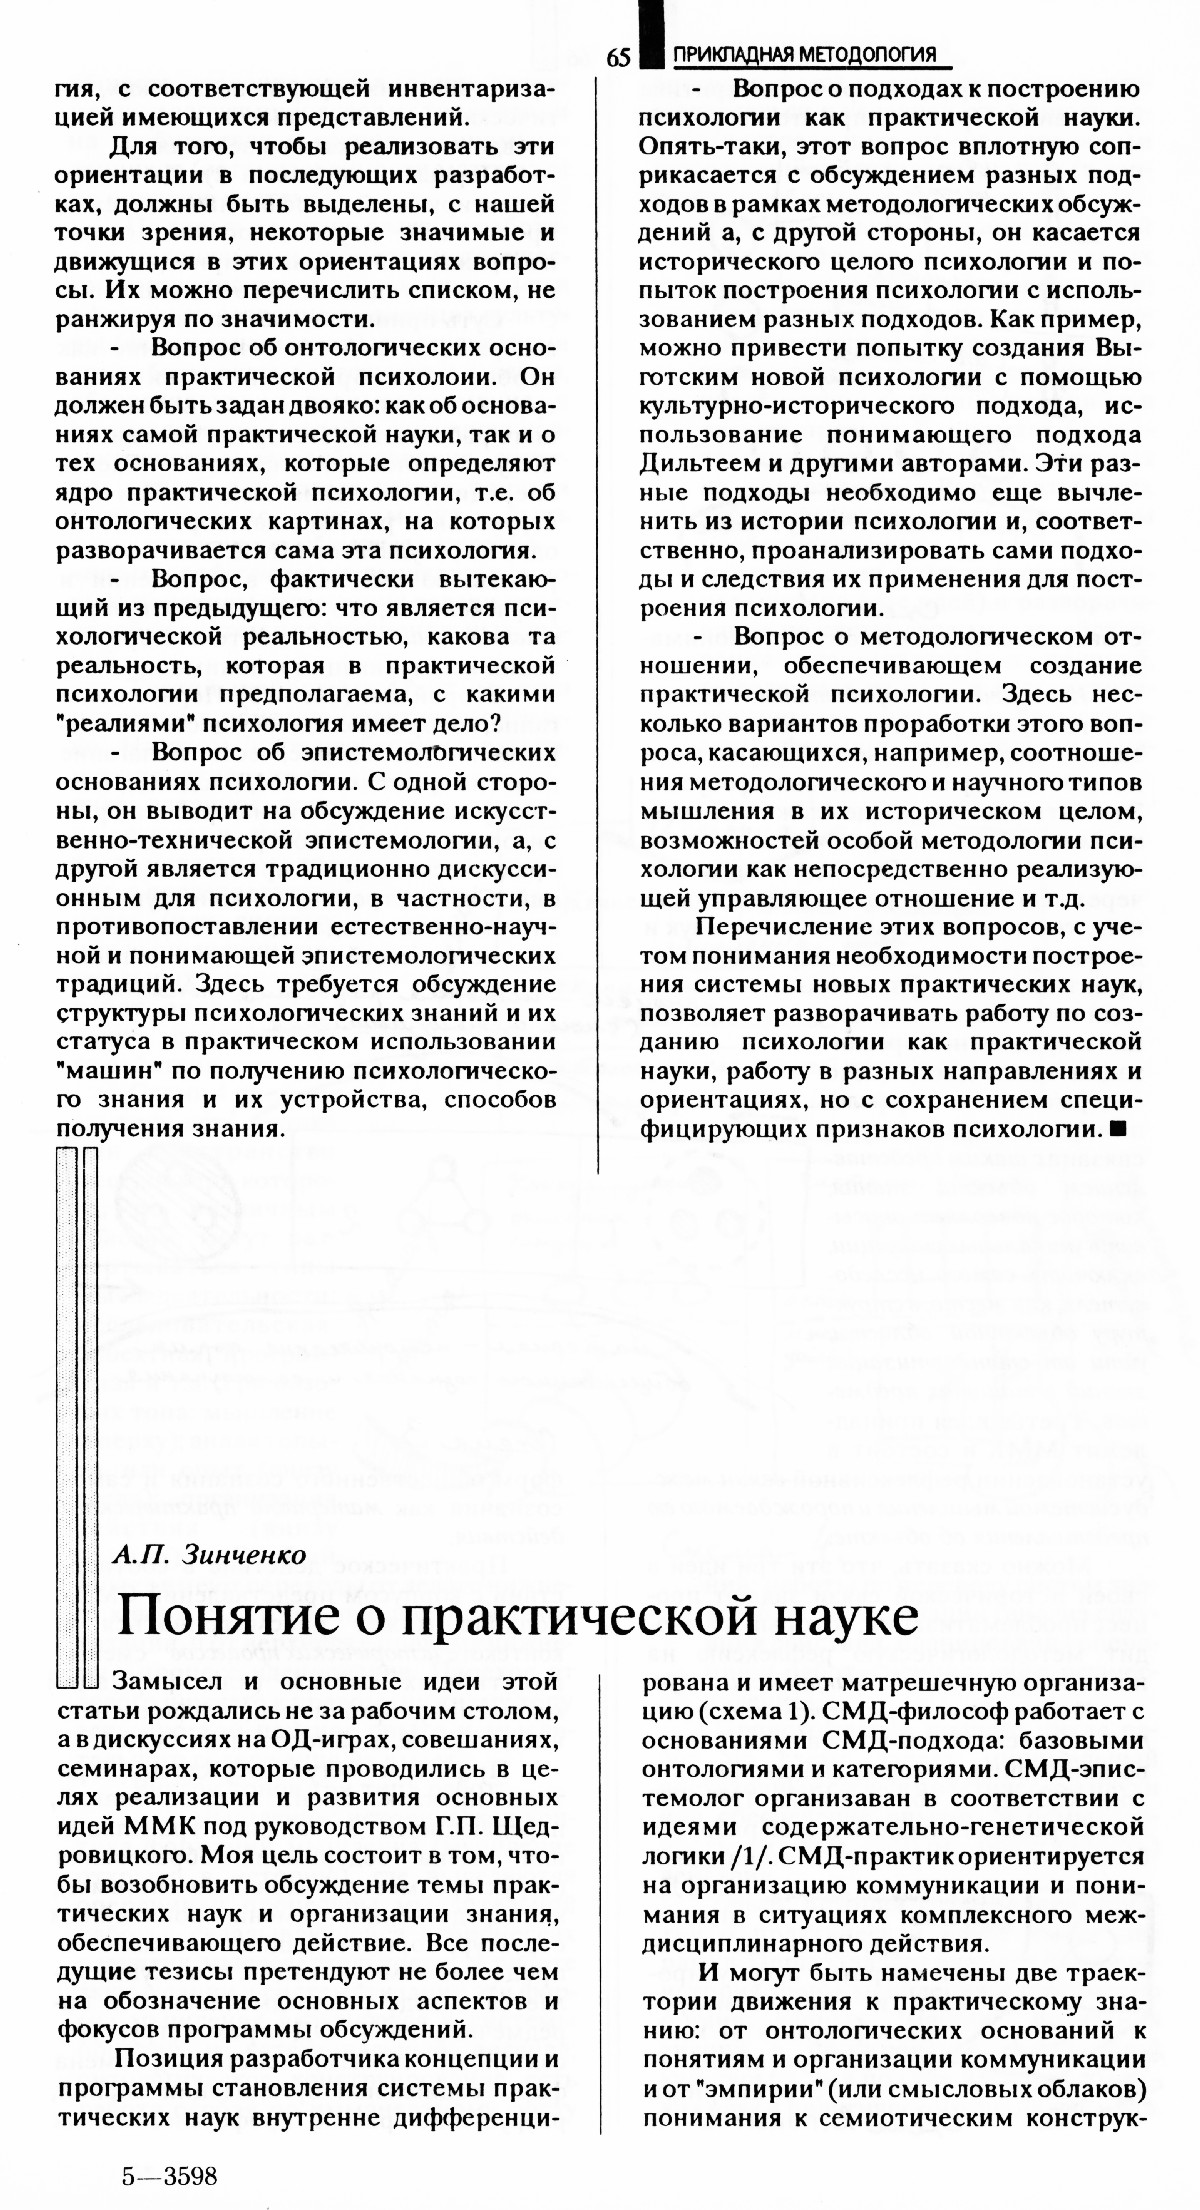 65 ПРИКЛАДНАЯ МЕТОДОЛОГИЯ
гия, с соответствующей инвентариза-
цией имеющихся представлений.
Для того, чтобы реализовать эти
ориентации в последующих разработ-
ках, должны быть выделены, с нашей
точки зрения, некоторые значимые и
движущися в этих ориентациях вопро-
сы. Их можно перечислить списком, не
ранжируя по значимости.
- Вопрос об онтологических осно-
ваниях практической психолоии. Он
должен быть задан двояко: как об основа-
ниях самой практической науки, так и о
тех основаниях, которые определяют
ядро практической психологии, т.е. об
онтологических картинах, на которых
разворачивается сама эта психология.
- Вопрос, фактически вытекаю-
щий из предыдущего: что является пси-
хологической реальностью, какова та
реальность, которая в практической
психологии предполагаема, с какими
"реалиями" психология имеет дело?
- Вопрос об эпистемологических
основаниях психологии. С одной сторо-
ны, он выводит на обсуждение искусст-
венно-технической эпистемологии, а, с
другой является традиционно дискусси-
онным для психологии, в частности, в
противопоставлении естественно-науч-
ной и понимающей эпистемологических
традиций. Здесь требуется обсуждение
структуры психологических знаний и их
статуса в практическом использовании
"машин" по получению психологическо-
го знания и их устройства, способов
получения знания.
- Вопрос о подходах к построению
психологии как практической науки.
Опять-таки, этот вопрос вплотную соп-
рикасается с обсуждением разных под-
ходов в рамках методологических обсуж-
дений а, с другой стороны, он касается
исторического целого психологии и по-
пыток построения психологии с исполь-
зованием разных подходов. Как пример,
можно привести попытку создания Вы-
готским новой психологии с помощью
культурно-исторического подхода, ис-
пользование понимающего подхода
Дильтеем и другими авторами. Эти раз-
ные подходы необходимо еще вычле-
нить из истории психологии и, соответ-
ственно, проанализировать сами подхо-
ды и следствия их применения для пост-
роения психологии.
- Вопрос о методологическом от-
ношении, обеспечивающем создание
практической психологии. Здесь нес-
колько вариантов проработки этого воп-
роса, касающихся, например, соотноше-
ния методологического и научного типов
мышления в их историческом целом,
возможностей особой методологии пси-
хологии как непосредственно реализую-
щей управляющее отношение и т.д.
Перечисление этих вопросов, с уче-
том понимания необходимости построе-
ния системы новых практических наук,
позволяет разворачивать работу по соз-
данию психологии как практической
науки, работу в разных направлениях и
ориентациях, но с сохранением специ-
фицирующих признаков психологии. ■
А.П. Зинченко
Понятие о практической науке
Замысел и основные идеи этой
статьи рождались не за рабочим столом,
а в дискуссиях на ОД-играх, совешаниях,
семинарах, которые проводились в це-
лях реализации и развития основных
идей ММК под руководством Г.П. Щед-
ровицкого. Моя цель состоит в том, что-
бы возобновить обсуждение темы прак-
тических наук и организации знания,
обеспечивающего действие. Все после-
дущие тезисы претендуют не более чем
на обозначение основных аспектов и
фокусов программы обсуждений.
Позиция разработчика концепции и
программы становления системы прак-
тических наук внутренне дифференци-
рована и имеет матрешечную организа-
цию (схема 1). СМД-философ работает с
основаниями СМД-подхода: базовыми
онтологиями и категориями. СМД-эпис-
темолог организаван в соответствии с
идеями содержательно-генетической
логики /1/. СМД-практик ориентируется
на организацию коммуникации и пони-
мания в ситуациях комплексного меж-
дисциплинарного действия.
И могут быть намечены две траек-
тории движения к практическому зна-
нию: от онтологических оснований к
понятиям и организации коммуникации
и от "эмпирии" (или смысловых облаков)
понимания к семиотическим конструк-
5—3598